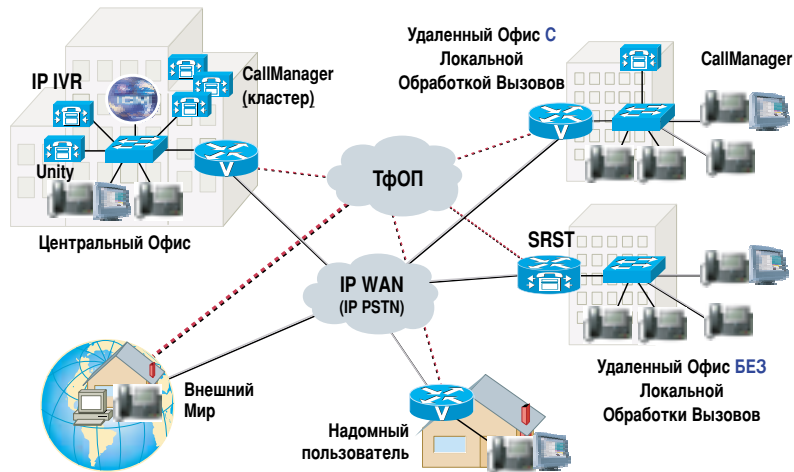 Удаленный Офис С
Локальной
Обработкой Вызовов
CallManager
IP IVR
CallManager
(кластер)
ICM
Unity
V
V
ТфОП
Центральный Офис
SRST
IP WAN
(IP PSTN)
Внешний
Мир
V
Надомный
пользователь
Удаленный Офис БЕЗ
Локальной
Обработки Вызовов